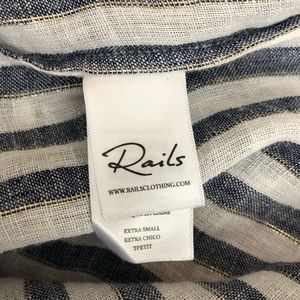 Rails
WWW.RAILSCLOTHING.COM
EXTRA SMALL
EXTRA CHICO
TPETIT